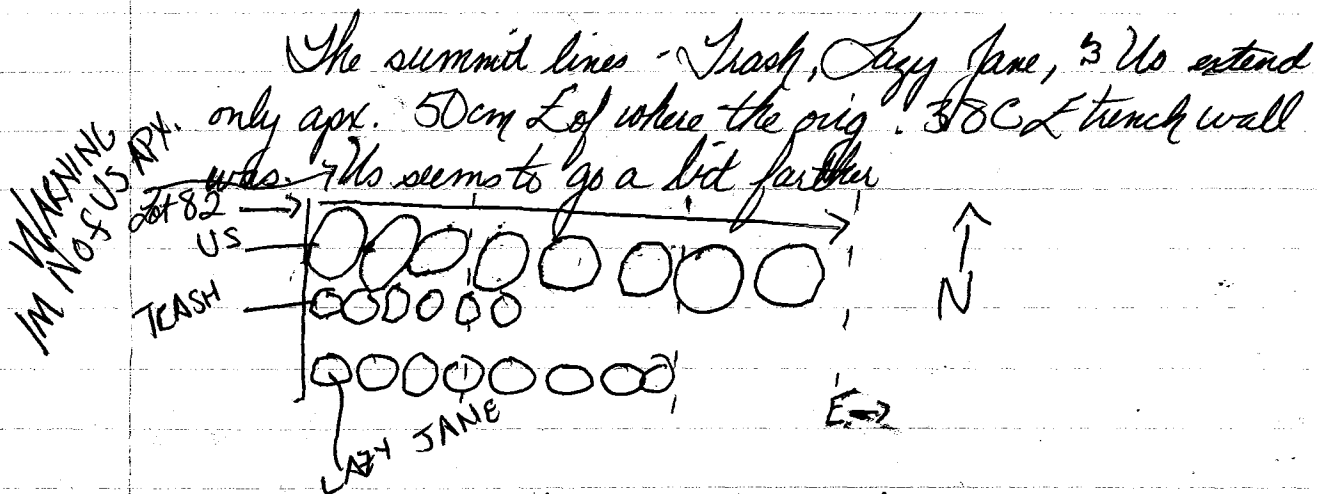 The summit lines - Trash, Lazy Jane, & Us extend
only apx. 50cm E of where the orig. 38C E trench wall
was. Us seems to go a bit farther
WARNING
IM N of US APX.
Lot 82
US
TRASH
N
E
LAZY JANE